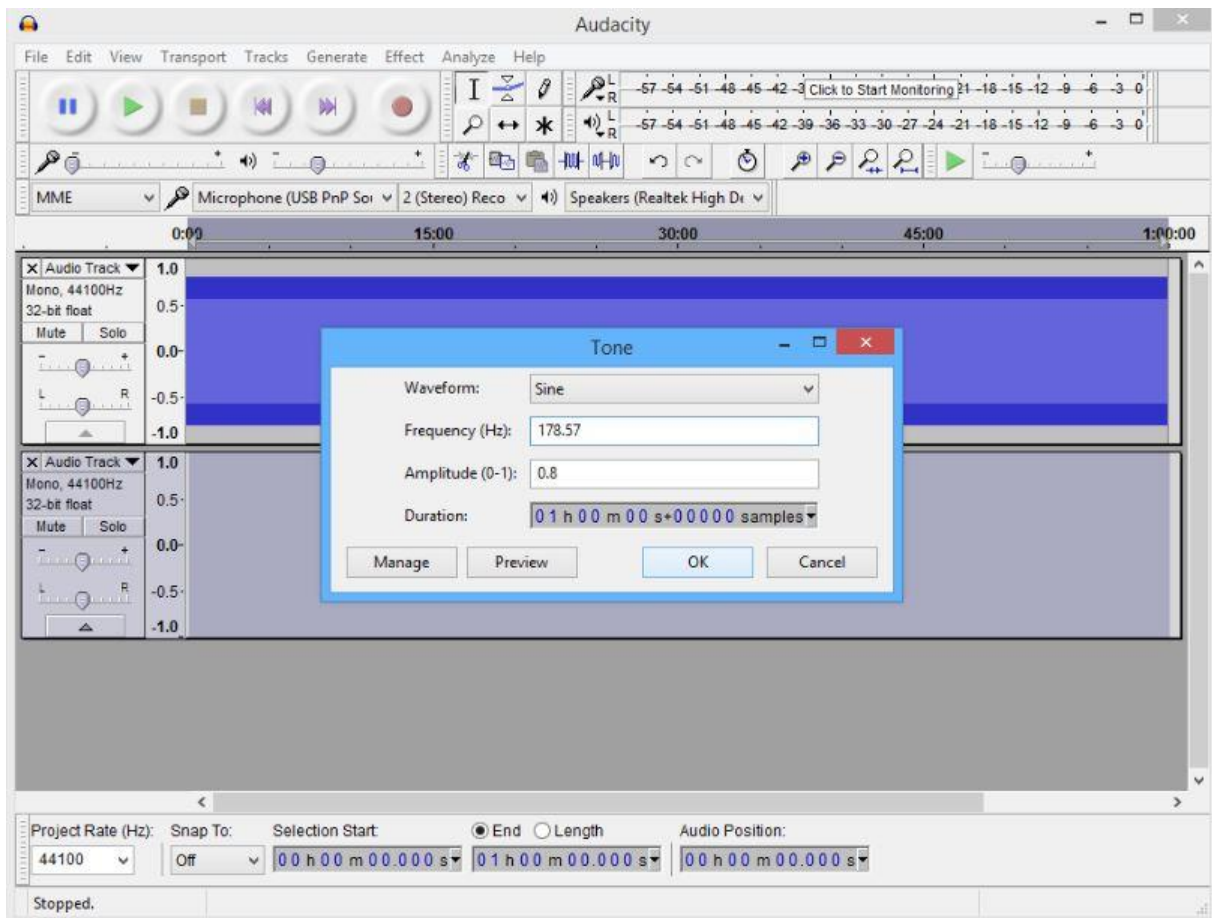 Audacity
File Edit View Transport Tracks Generate Effect Analyze Help
L
R
-57 -54 -51 -48 -45 -42 -3 Click to Start Monitoring 21 -18 -15 -12 -9 -6 -3 0
L
R
-57 -54 -51 -48 -45 -42 -39 -36 -33 -30 -27 -24 -21 -18 -15 -12 -9 -6 -3 0
MME Microphone (USB PnP Sou 2 (Stereo) Reco Speakers (Realtek High De
0:00 15:00 30:00 45:00 1:00:00
X Audio Track 1.0
Mono, 44100Hz
32-bit float 0.5
Mute Solo
- + 0.0
L R -0.5
-1.0
Tone
Waveform: Sine
Frequency (Hz): 178.57
Amplitude (0-1): 0.8
Duration: 01 h 00 m 00 s+00000 samples
Manage Preview OK Cancel
X Audio Track 1.0
Mono, 44100Hz
32-bit float 0.5
Mute Solo
- + 0.0
L R -0.5
-1.0
Project Rate (Hz): Snap To: Selection Start: End Length Audio Position:
44100 Off 00 h 00 m 00.000 s 01 h 00 m 00.000 s 00 h 00 m 00.000 s
Stopped.